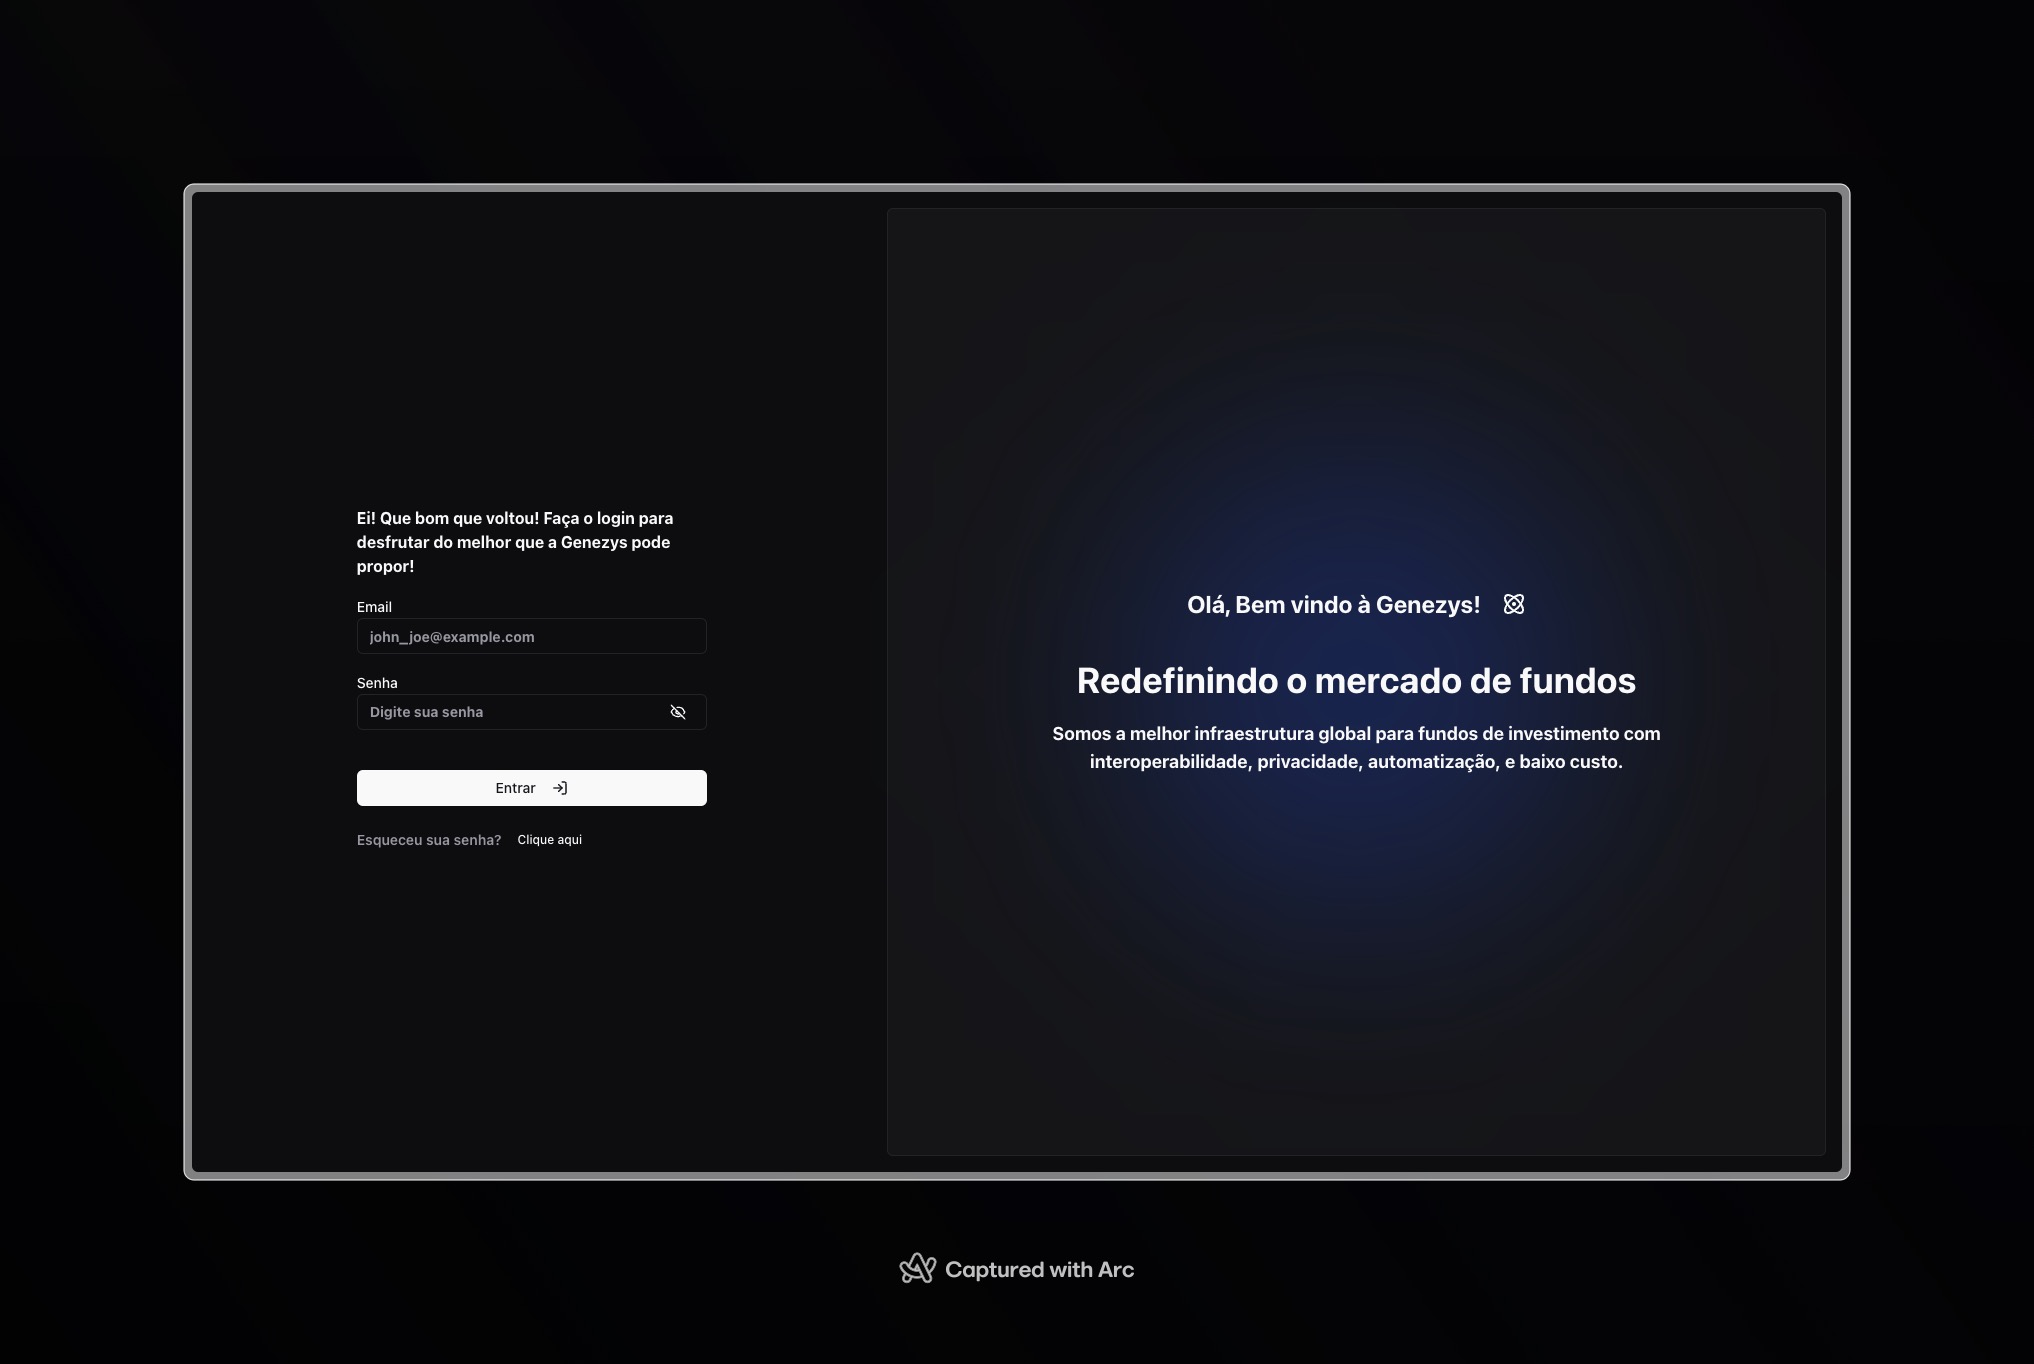 Ei! Que bom que voltou! Faça o login para
desfrutar do melhor que a Genezys pode
propor!
Email
john_joe@example.com
Senha
Digite sua senha
Entrar
Esqueceu sua senha? Clique aqui
Olá, Bem vindo à Genezys!
Redefinindo o mercado de fundos
Somos a melhor infraestrutura global para fundos de investimento com
interoperabilidade, privacidade, automatização, e baixo custo.
Captured with Arc